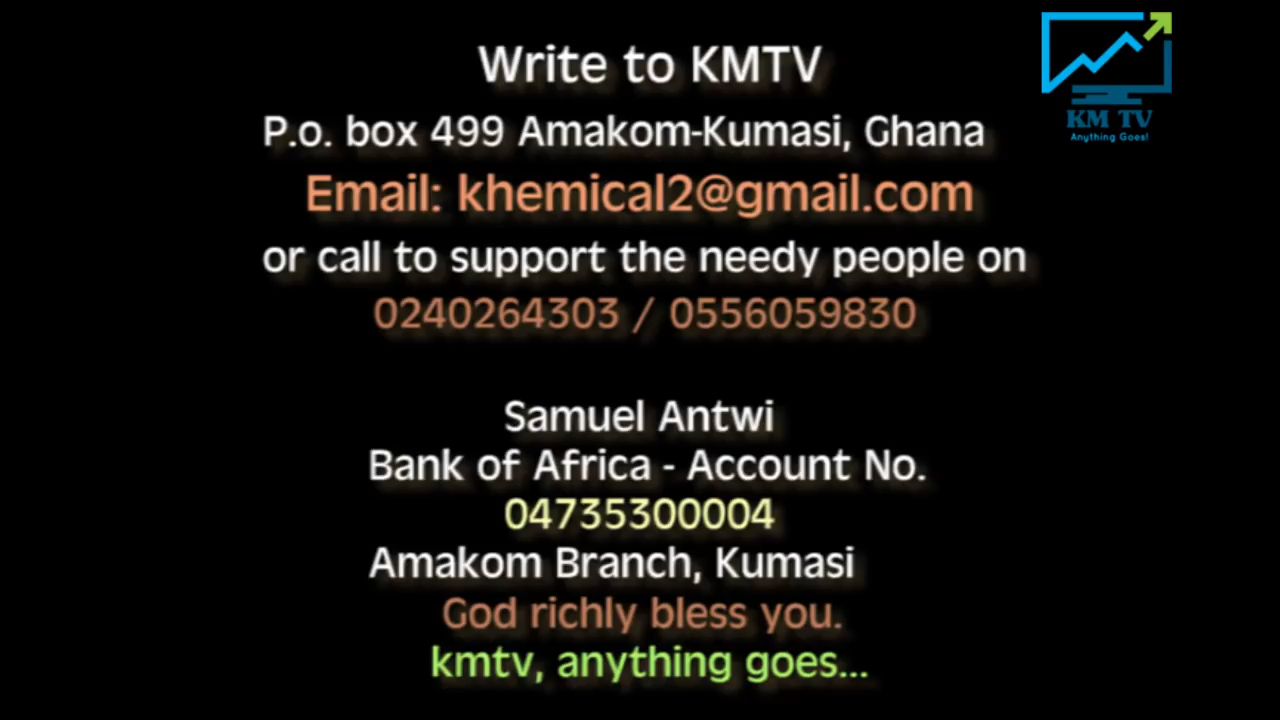 Write to KMTV
P.o. box 499 Amakom-Kumasi, Ghana
Email: khemical2@gmail.com
or call to support the needy people on
0240264303 / 0556059830
Samuel Antwi
Bank of Africa - Account No.
04735300004
Amakom Branch, Kumasi
God richly bless you.
kmtv, anything goes...
KM TV
Anything Goes!